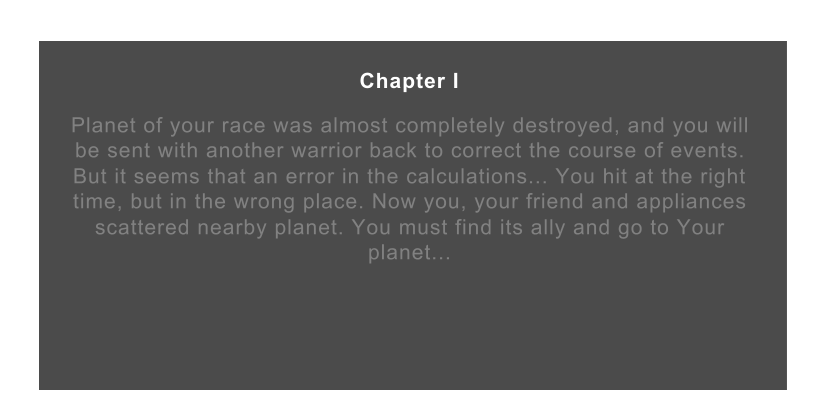 Chapter I
Planet of your race was almost completely destroyed, and you will
be sent with another warrior back to correct the course of events.
But it seems that an error in the calculations... You hit at the right
time, but in the wrong place. Now you, your friend and appliances
scattered nearby planet. You must find its ally and go to Your
planet...